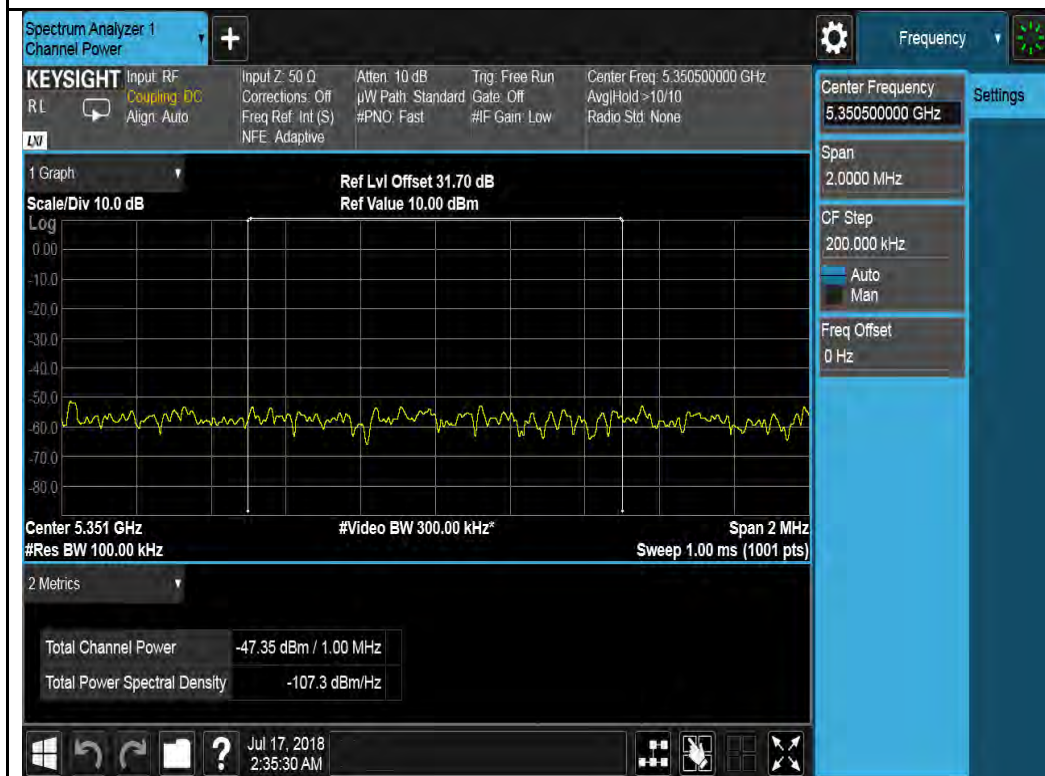 Spectrum Analyzer 1
Channel Power
+
Frequency
KEYSIGHT
R L
LXI
Input: RF
Coupling: DC
Align: Auto
Input Z: 50 Ω
Corrections: Off
Freq Ref: Int (S)
NFE: Adaptive
Atten: 10 dB
µW Path: Standard
#PNO: Fast
Trig: Free Run
Gate: Off
#IF Gain: Low
Center Freq: 5.350500000 GHz
Avg|Hold >10/10
Radio Std: None
Center Frequency
5.350500000 GHz
Settings
Span
2.0000 MHz
CF Step
200.000 kHz
Auto
Man
Freq Offset
0 Hz
1 Graph
Scale/Div 10.0 dB
Ref Lvl Offset 31.70 dB
Ref Value 10.00 dBm
Log
0.00
-10.0
-20.0
-30.0
-40.0
-50.0
-60.0
-70.0
-80.0
Center 5.351 GHz
#Video BW 300.00 kHz*
Span 2 MHz
#Res BW 100.00 kHz
Sweep 1.00 ms (1001 pts)
2 Metrics
Total Channel Power -47.35 dBm / 1.00 MHz
Total Power Spectral Density -107.3 dBm/Hz
?
Jul 17, 2018
2:35:30 AM